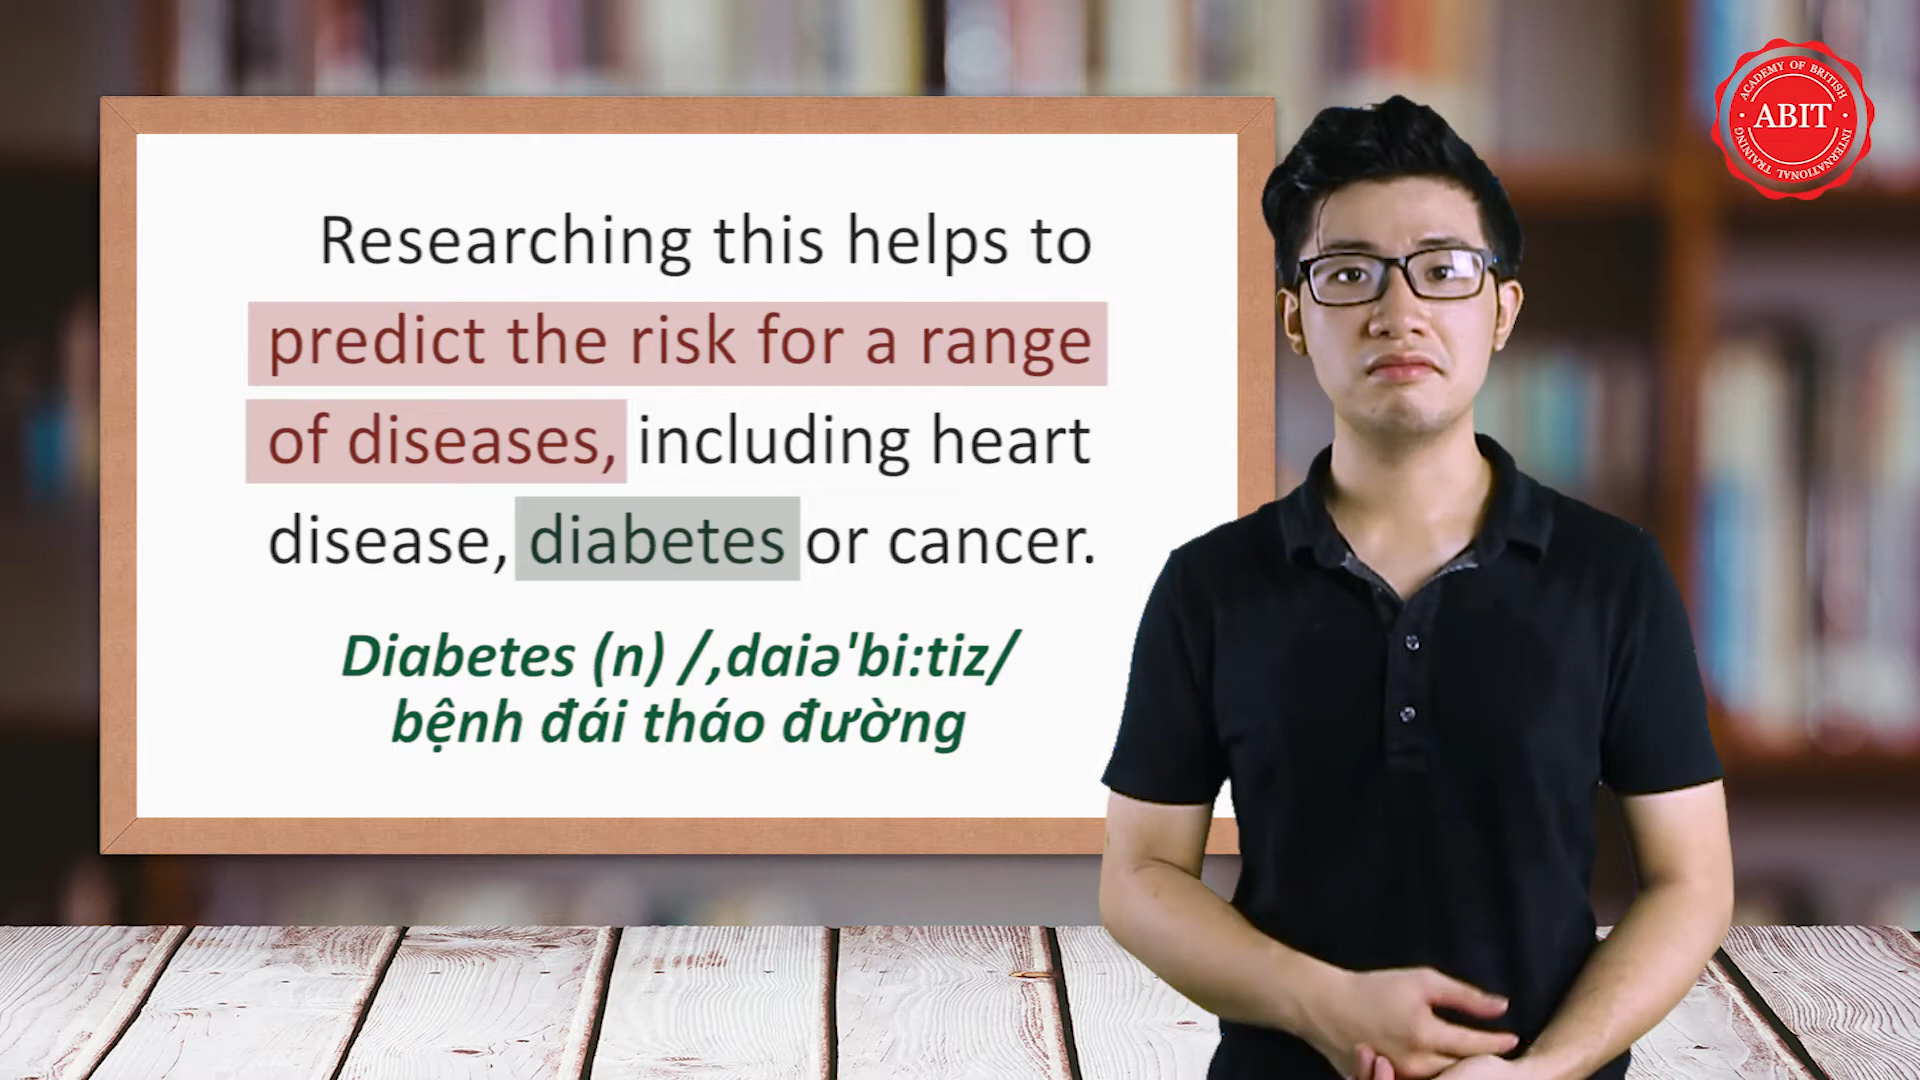 Researching this helps to
predict the risk for a range
of diseases, including heart
disease, diabetes or cancer.
Diabetes (n) /,daiə'bi:tiz/
bệnh đái tháo đường
ACADEMY OF BRITISH
ABIT
INTERNATIONAL TRAINING